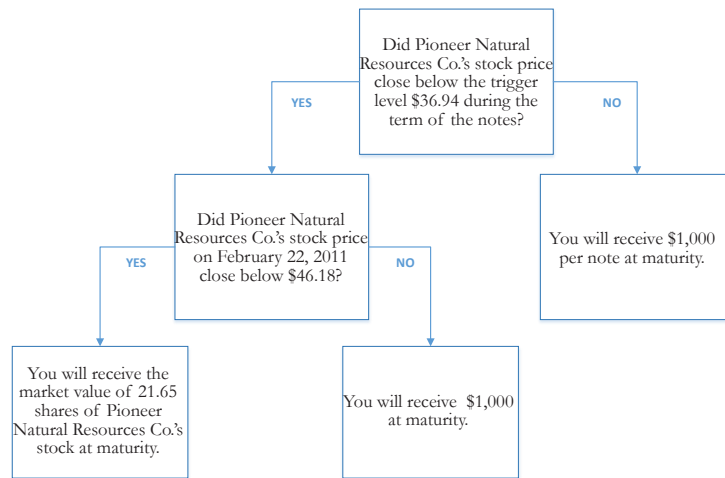 Did Pioneer Natural
Resources Co.'s stock price
close below the trigger
level $36.94 during the
term of the notes?
YES
NO
Did Pioneer Natural
Resources Co.'s stock price
on February 22, 2011
close below $46.18?
You will receive $1,000
per note at maturity.
YES
NO
You will receive the
market value of 21.65
shares of Pioneer
Natural Resources Co.'s
stock at maturity.
You will receive $1,000
at maturity.